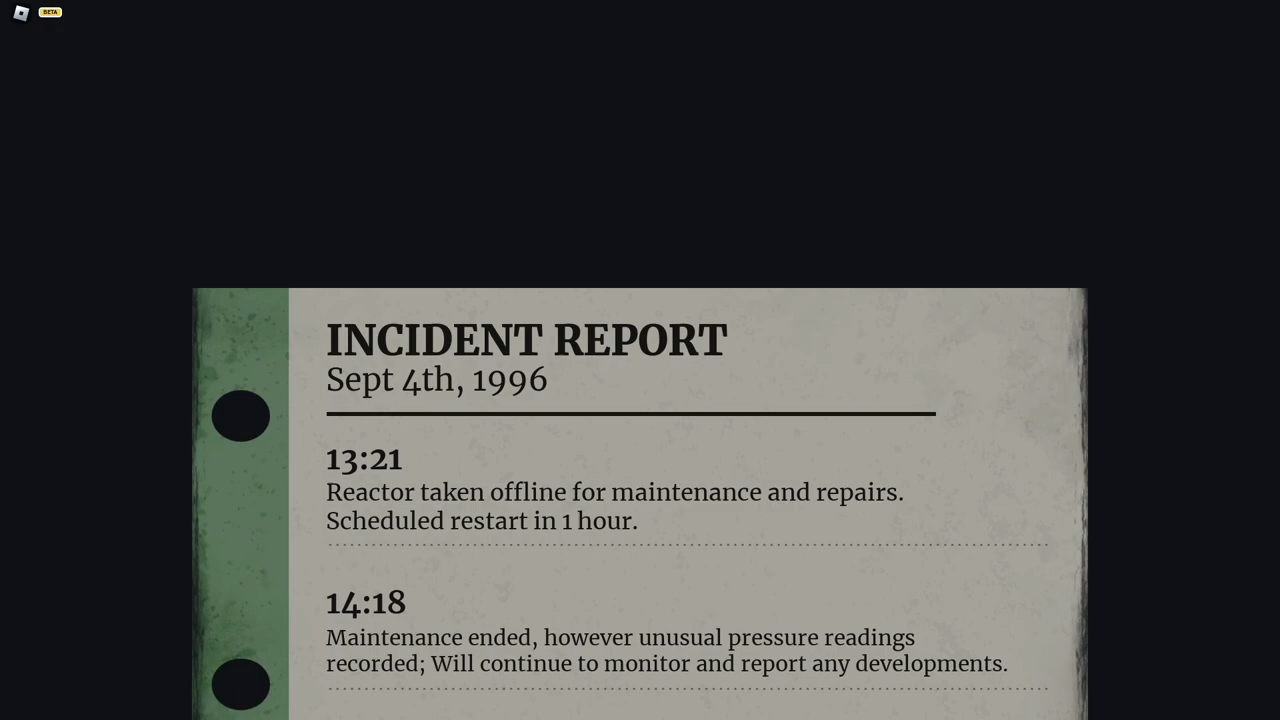 BETA
INCIDENT REPORT
Sept 4th, 1996
13:21
Reactor taken offline for maintenance and repairs.
Scheduled restart in 1 hour.
14:18
Maintenance ended, however unusual pressure readings
recorded; Will continue to monitor and report any developments.